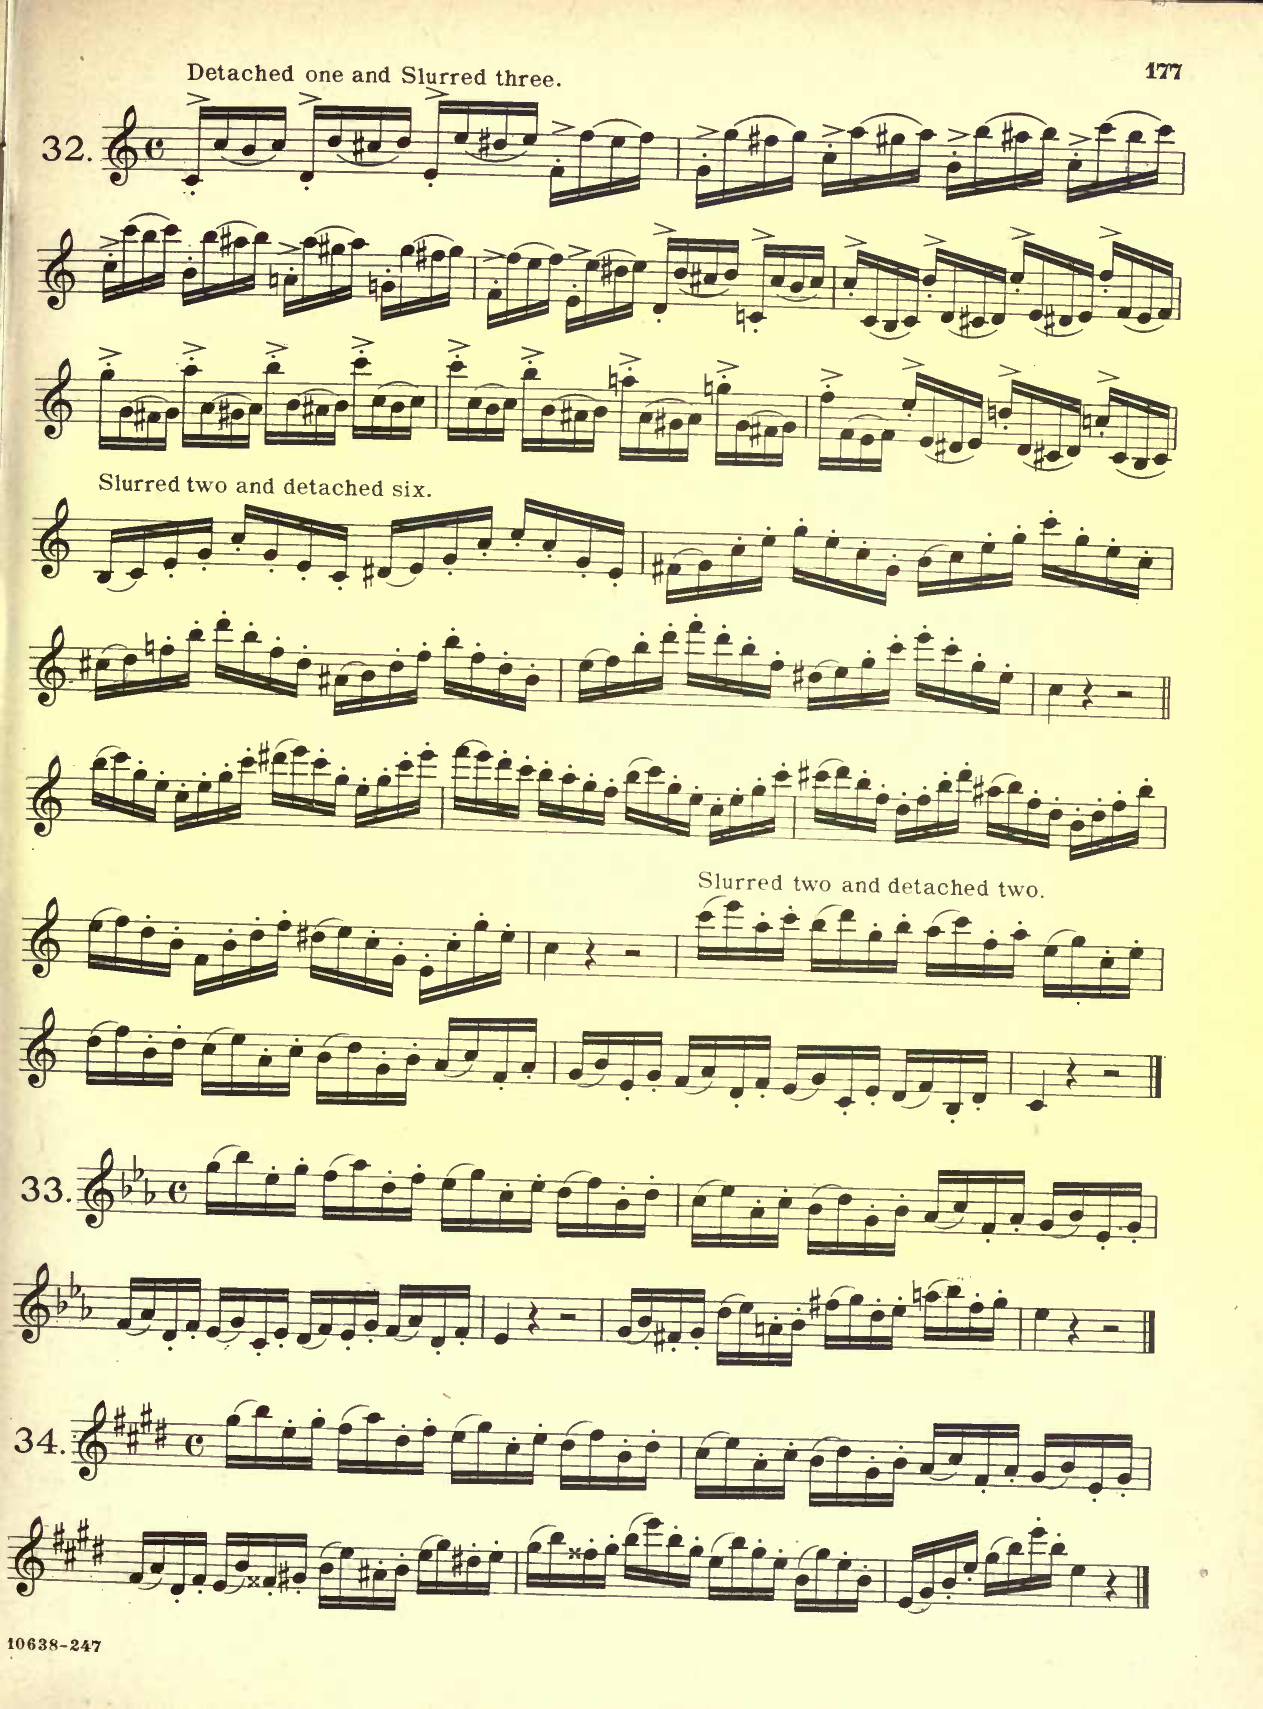 Detached one and Slurred three.
177
32.
Slurred two and detached six.
Slurred two and detached two.
33.
34.
10638-247